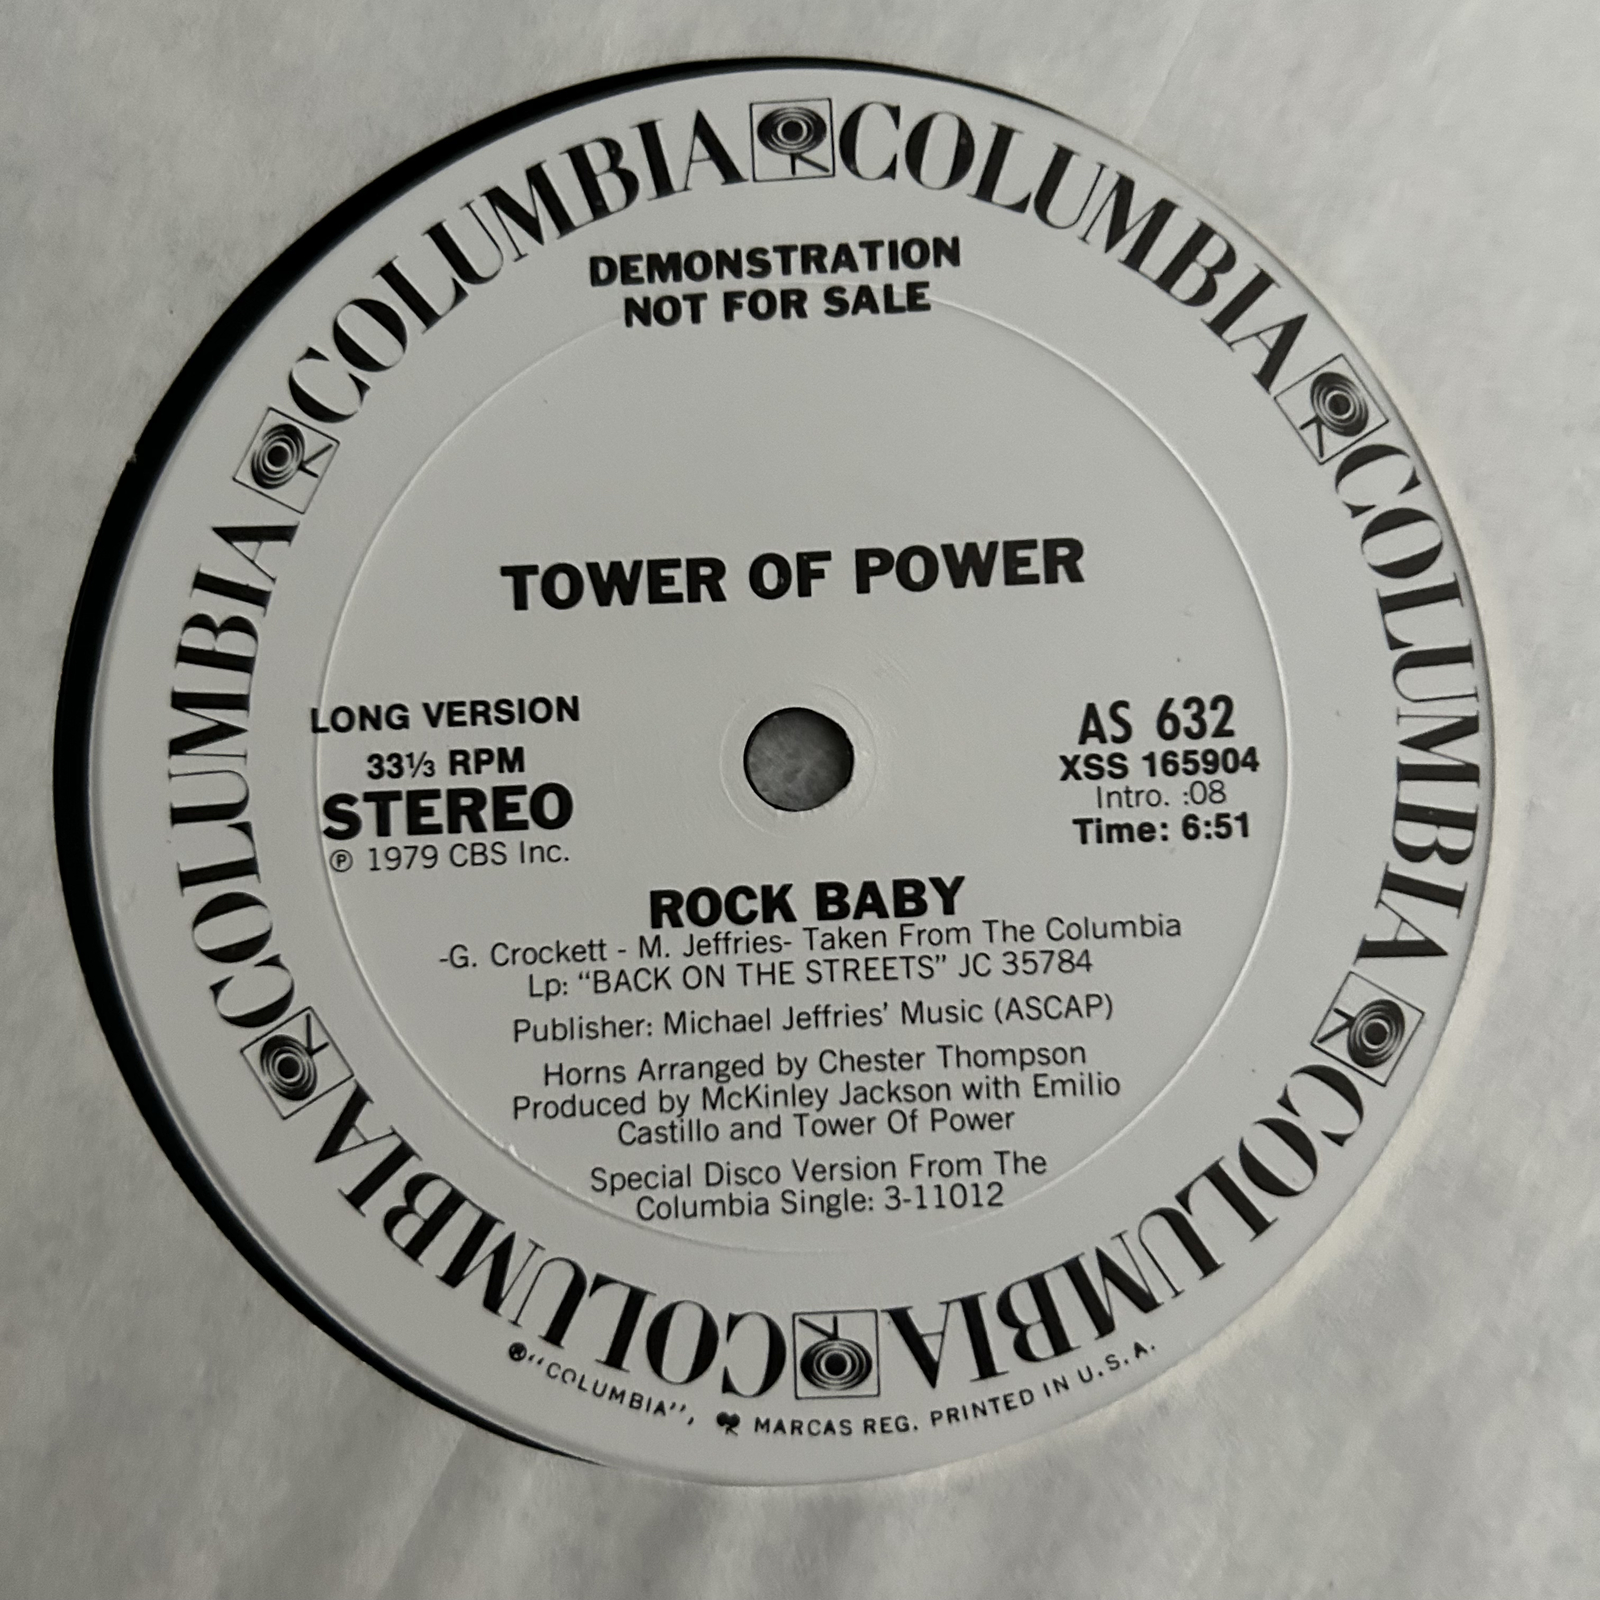 COLUMBIA COLUMBIA COLUMBIA COLUMBIA COLUMBIA COLUMBIA COLUMBIA
DEMONSTRATION
NOT FOR SALE
TOWER OF POWER
LONG VERSION
33⅓ RPM
STEREO
℗ 1979 CBS Inc.
AS 632
XSS 165904
Intro. :08
Time: 6:51
ROCK BABY
-G. Crockett - M. Jeffries- Taken From The Columbia
Lp: “BACK ON THE STREETS” JC 35784
Publisher: Michael Jeffries’ Music (ASCAP)
Horns Arranged by Chester Thompson
Produced by McKinley Jackson with Emilio
Castillo and Tower Of Power
Special Disco Version From The
Columbia Single: 3-11012
®“COLUMBIA”, MARCAS REG. PRINTED IN U.S.A.